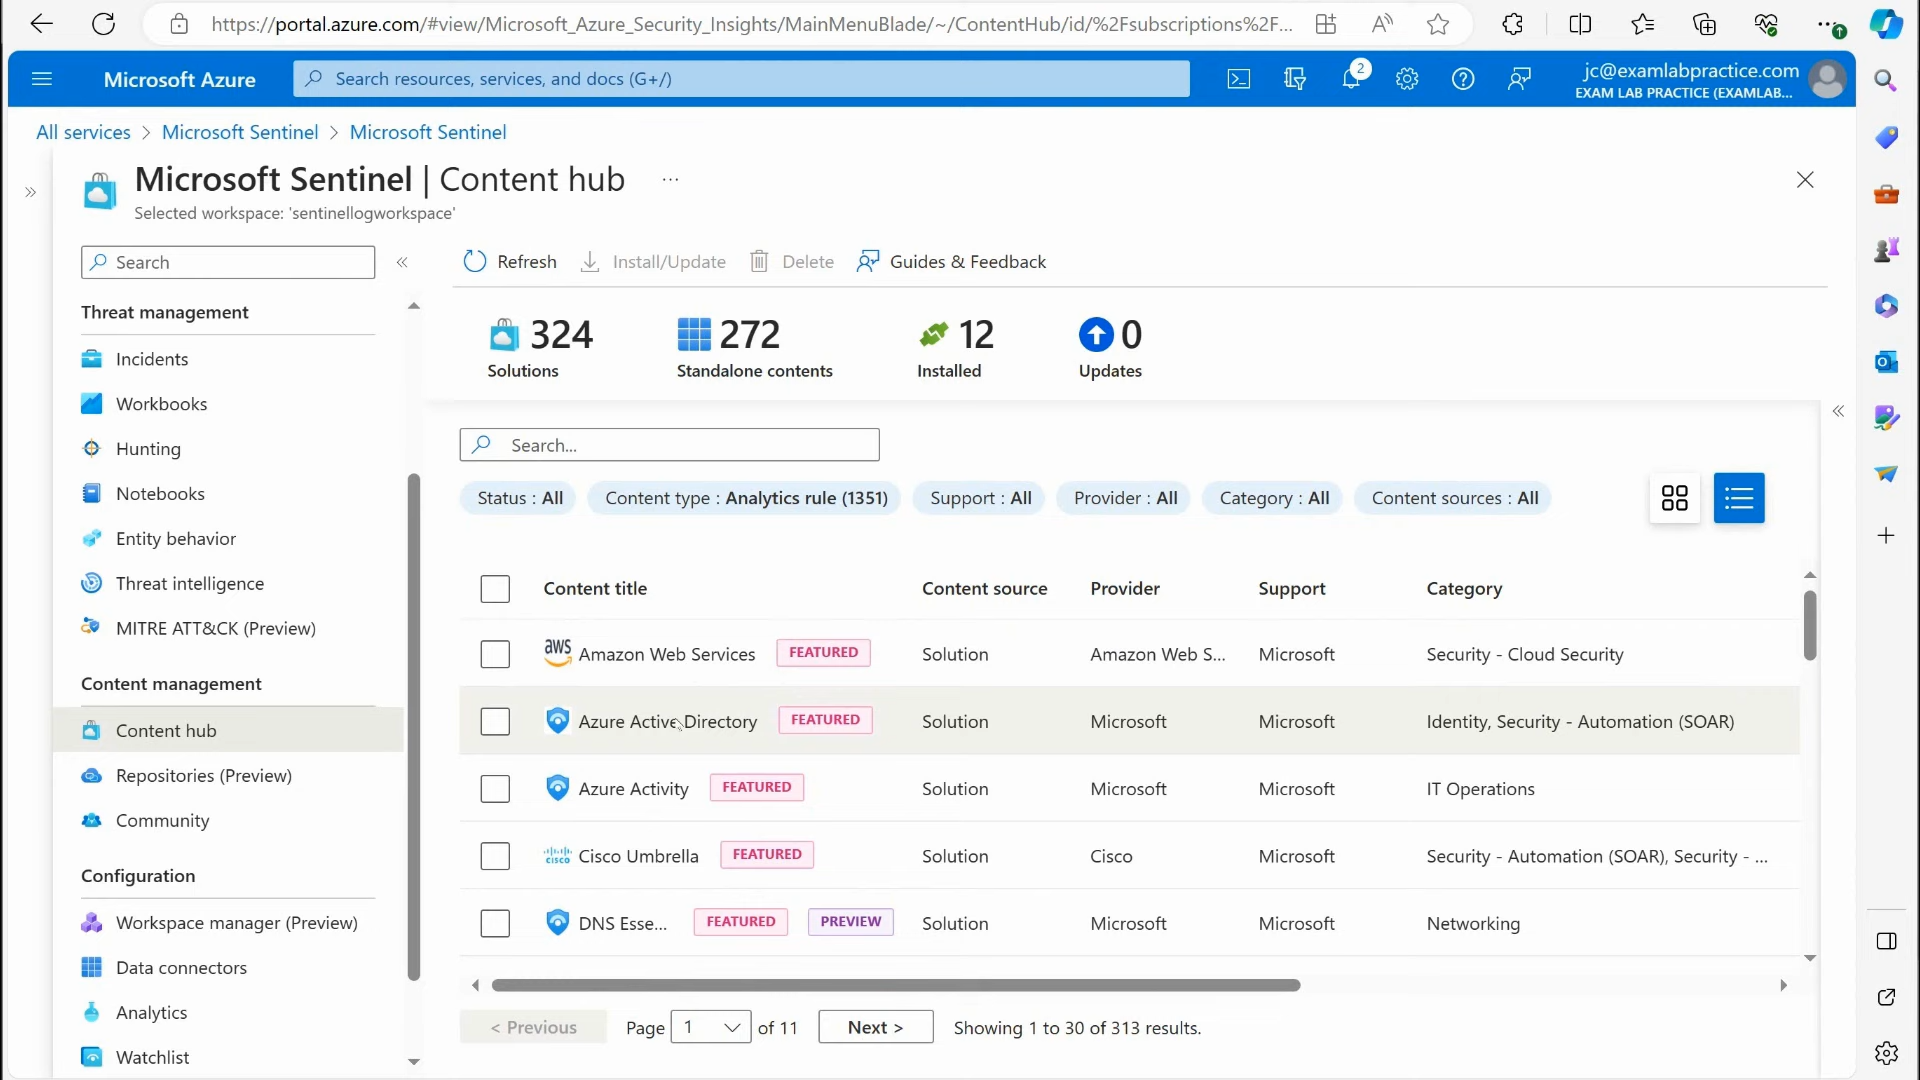 https://portal.azure.com/#view/Microsoft_Azure_Security_Insights/MainMenuBlade/~/ContentHub/id/%2Fsubscriptions%2F...
Microsoft Azure
Search resources, services, and docs (G+/)
2
jc@examlabpractice.com
EXAM LAB PRACTICE (EXAMLAB...
All services > Microsoft Sentinel > Microsoft Sentinel
Microsoft Sentinel | Content hub ...
Selected workspace: 'sentinellogworkspace'
Search
Threat management
Incidents
Workbooks
Hunting
Notebooks
Entity behavior
Threat intelligence
MITRE ATT&CK (Preview)
Content management
Content hub
Repositories (Preview)
Community
Configuration
Workspace manager (Preview)
Data connectors
Analytics
Watchlist
Refresh Install/Update Delete Guides & Feedback
324 272 12 0
Solutions Standalone contents Installed Updates
Search...
Status : All Content type : Analytics rule (1351) Support : All Provider : All Category : All Content sources : All
Content title Content source Provider Support Category
aws Amazon Web Services FEATURED Solution Amazon Web S... Microsoft Security - Cloud Security
Azure Active Directory FEATURED Solution Microsoft Microsoft Identity, Security - Automation (SOAR)
Azure Activity FEATURED Solution Microsoft Microsoft IT Operations
cisco Cisco Umbrella FEATURED Solution Cisco Microsoft Security - Automation (SOAR), Security - ...
DNS Esse... FEATURED PREVIEW Solution Microsoft Microsoft Networking
< Previous Page 1 of 11 Next > Showing 1 to 30 of 313 results.